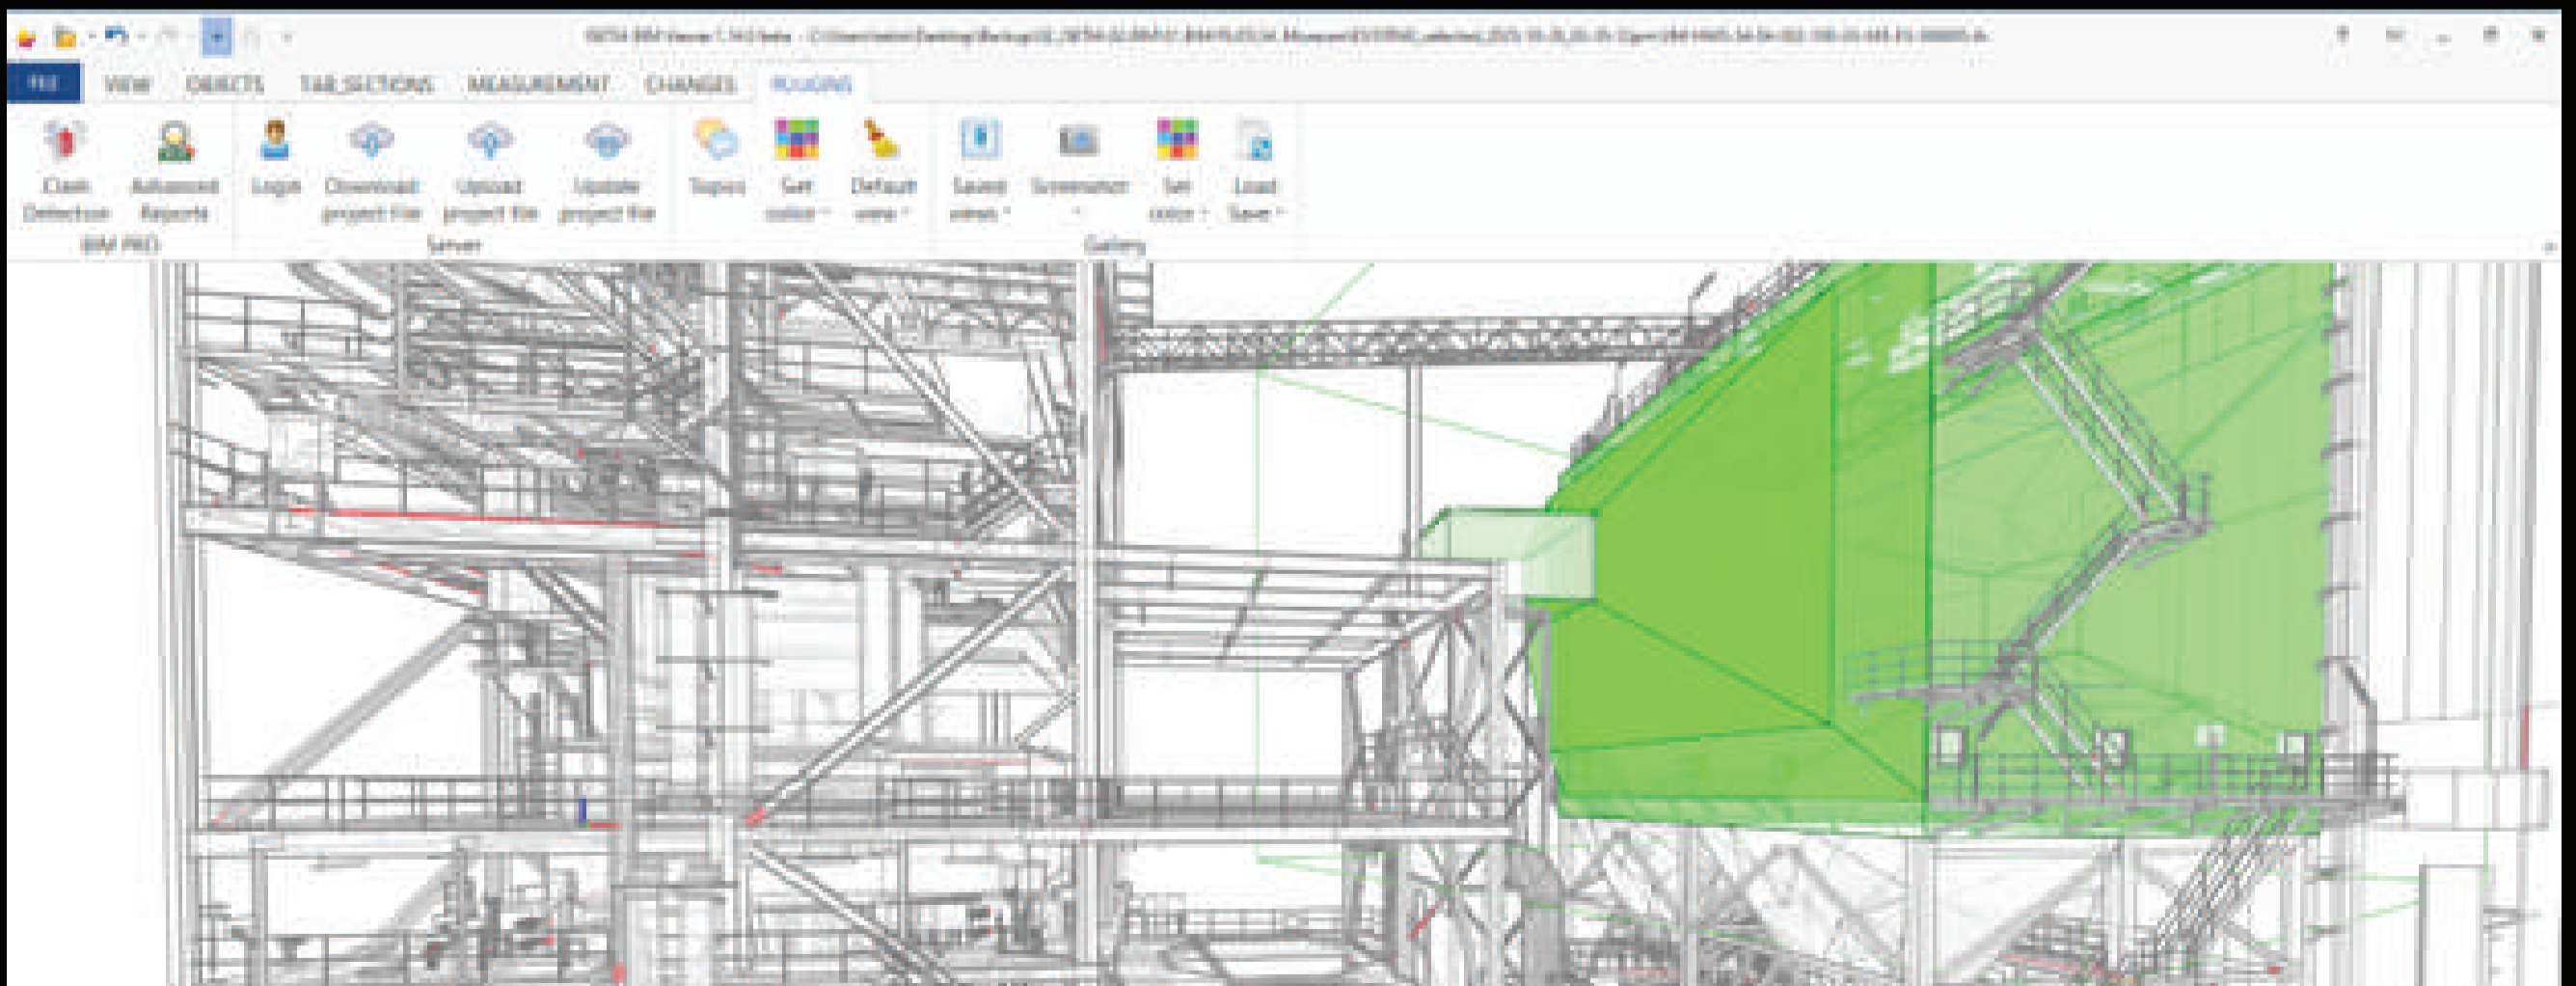 FILE VIEW OBJECTS TAB_SECTIONS MEASUREMENT CHANGES PLUGINS
Clash Advanced Login Download Upload Update Topics Set Default Saved Screenshot Set Load
Detection Reports project file project file project file color view views color Save
BIM PRO Server Gallery